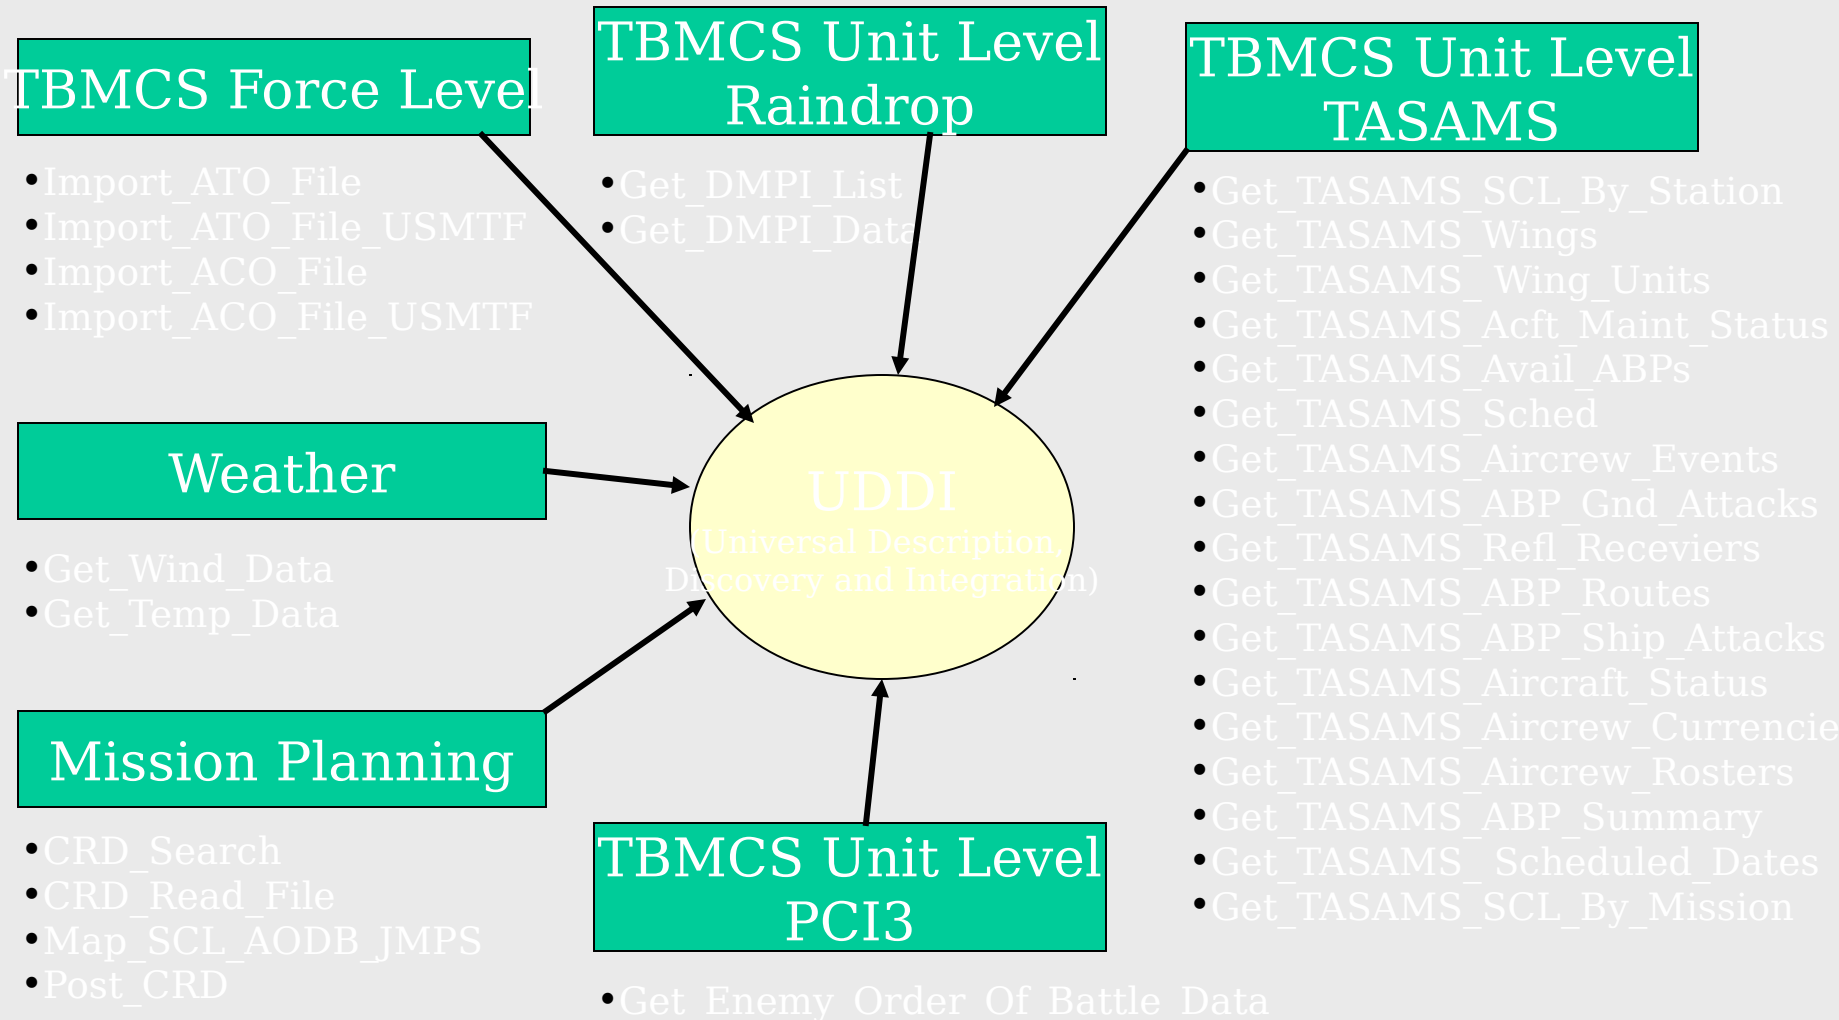 TBMCS Force Level
•Import_ATO_File
•Import_ATO_File_USMTF
•Import_ACO_File
•Import_ACO_File_USMTF
TBMCS Unit Level
Raindrop
•Get_DMPI_List
•Get_DMPI_Data
TBMCS Unit Level
TASAMS
•Get_TASAMS_SCL_By_Station
•Get_TASAMS_Wings
•Get_TASAMS_ Wing_Units
•Get_TASAMS_Acft_Maint_Status
•Get_TASAMS_Avail_ABPs
•Get_TASAMS_Sched
•Get_TASAMS_Aircrew_Events
•Get_TASAMS_ABP_Gnd_Attacks
•Get_TASAMS_Refl_Receviers
•Get_TASAMS_ABP_Routes
•Get_TASAMS_ABP_Ship_Attacks
•Get_TASAMS_Aircraft_Status
•Get_TASAMS_Aircrew_Currencie
•Get_TASAMS_Aircrew_Rosters
•Get_TASAMS_ABP_Summary
•Get_TASAMS_ Scheduled_Dates
•Get_TASAMS_SCL_By_Mission
Weather
•Get_Wind_Data
•Get_Temp_Data
UDDI
(Universal Description,
Discovery and Integration)
Mission Planning
•CRD_Search
•CRD_Read_File
•Map_SCL_AODB_JMPS
•Post_CRD
TBMCS Unit Level
PCI3
•Get_Enemy_Order_Of_Battle_Data